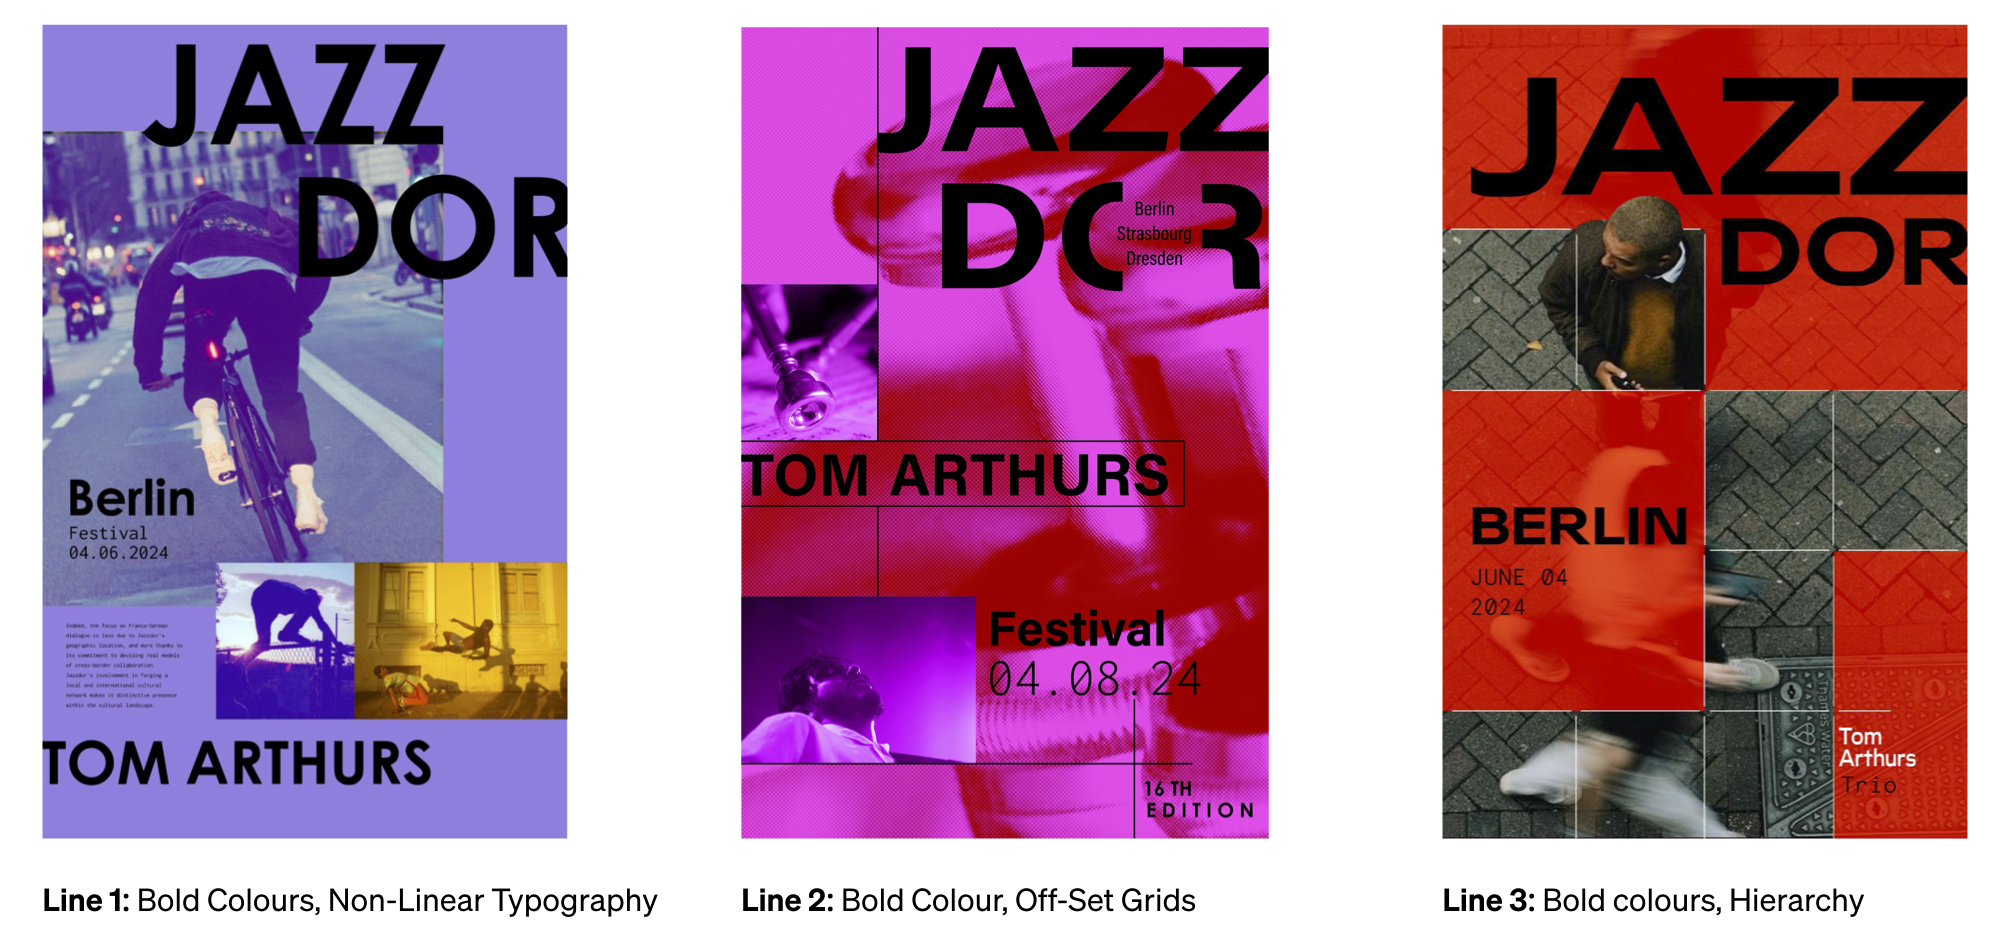 JAZZ
DOR
Berlin
Festival
04.06.2024
Indeed, the focus on Franco-German
dialogue is less due to Jazzdor's
geographic location, and more thanks to
its commitment to devising real models
of cross-border collaboration.
Jazzdor's involvement in forging a
local and international cultural
network makes it distinctive presence
within the cultural landscape.
TOM ARTHURS
Line 1: Bold Colours, Non-Linear Typography
JAZZ
DOR
Berlin
Strasbourg
Dresden
TOM ARTHURS
Festival
04.08.24
16 TH
EDITION
Line 2: Bold Colour, Off-Set Grids
JAZZ
DOR
BERLIN
JUNE 04
2024
Thames Water
Tom
Arthurs
Trio
Line 3: Bold colours, Hierarchy